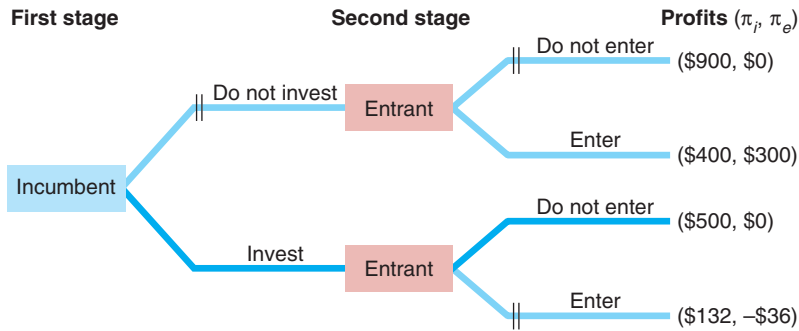 First stage
Second stage
Profits (πi, πe)
Do not enter
($900, $0)
Do not invest
Entrant
Enter
($400, $300)
Incumbent
Do not enter
($500, $0)
Invest
Entrant
Enter
($132, –$36)